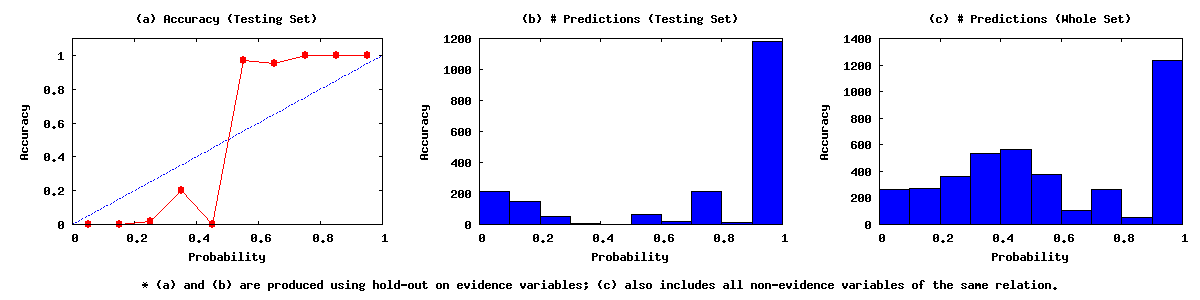 (a) Accuracy (Testing Set)
(b) # Predictions (Testing Set)
(c) # Predictions (Whole Set)
Accuracy
1
0.8
0.6
0.4
0.2
0
0 0.2 0.4 0.6 0.8 1
Probability
Accuracy
1200
1000
800
600
400
200
0
0 0.2 0.4 0.6 0.8 1
Probability
Accuracy
1400
1200
1000
800
600
400
200
0
0 0.2 0.4 0.6 0.8 1
Probability
* (a) and (b) are produced using hold-out on evidence variables; (c) also includes all non-evidence variables of the same relation.